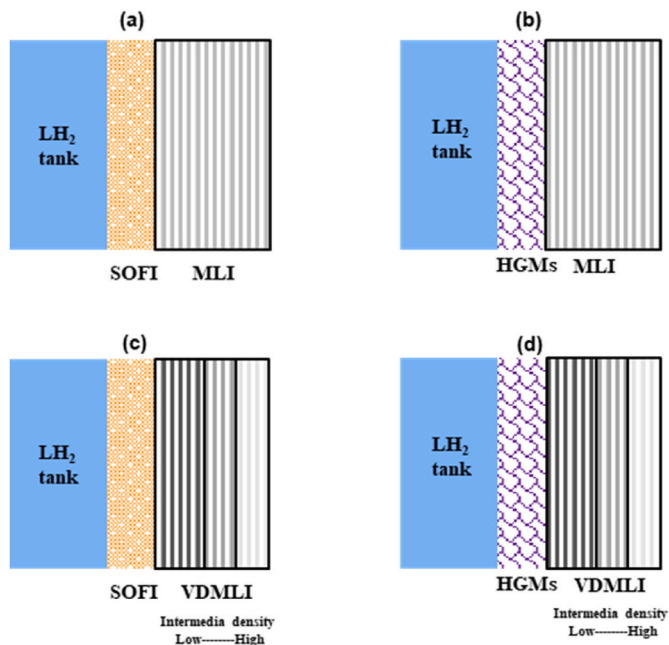 (a)
LH₂
tank
SOFI MLI
(b)
LH₂
tank
HGMs MLI
(c)
LH₂
tank
SOFI VDMLI
Intermedia density
Low--------High
(d)
LH₂
tank
HGMs VDMLI
Intermedia density
Low--------High